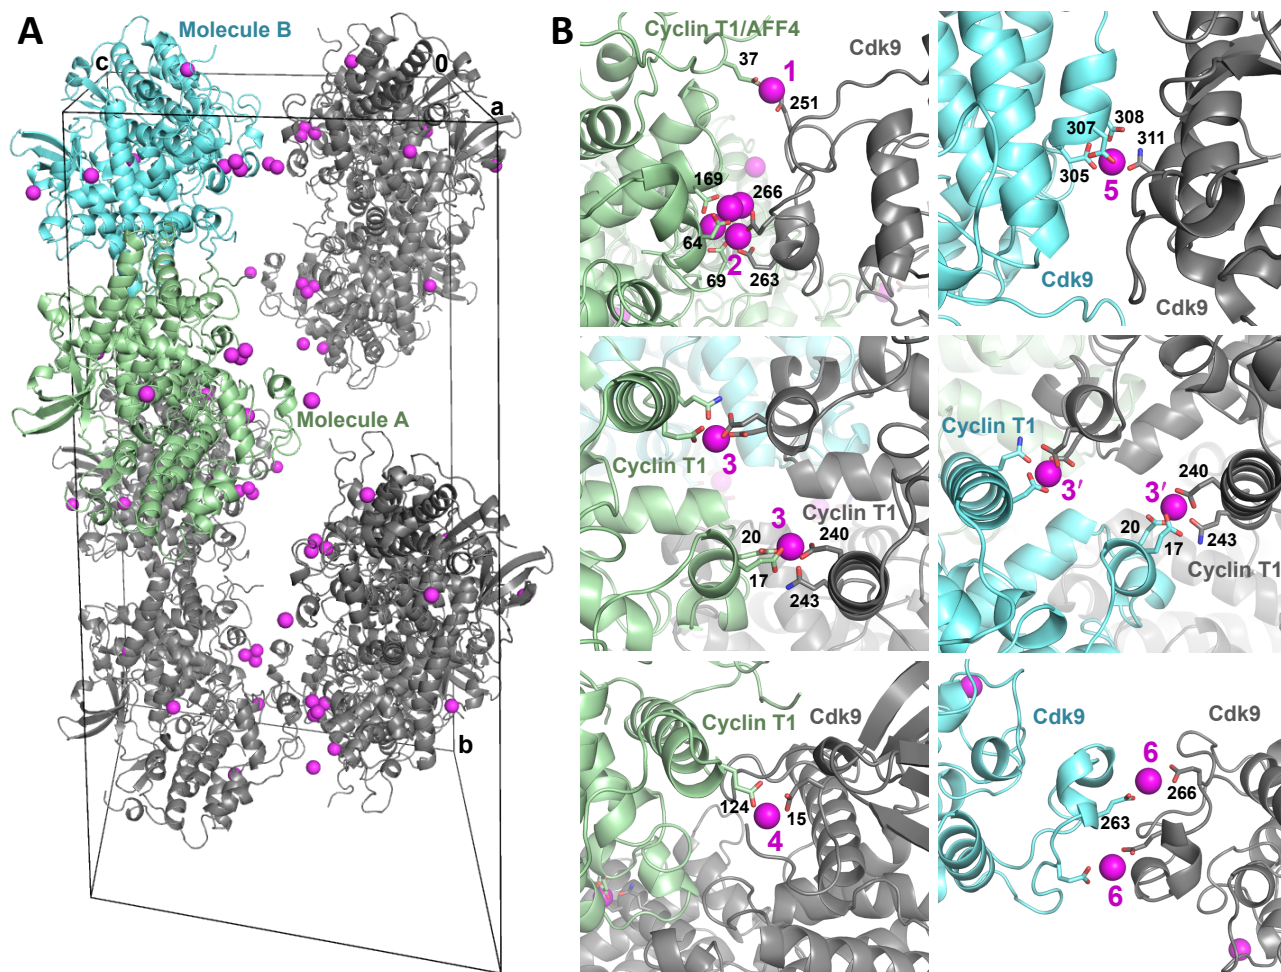 A
Molecule B
c
0
a
Molecule A
b
B
Cyclin T1/AFF4
Cdk9
37
1
251
169
266
64
2
69
263
307
308
311
305
5
Cdk9
Cdk9
Cyclin T1
3
3
Cyclin T1
20
240
17
243
Cyclin T1
3′
3′
240
20
243
17
Cyclin T1
Cyclin T1
Cdk9
124
15
4
Cdk9
Cdk9
6
266
263
6